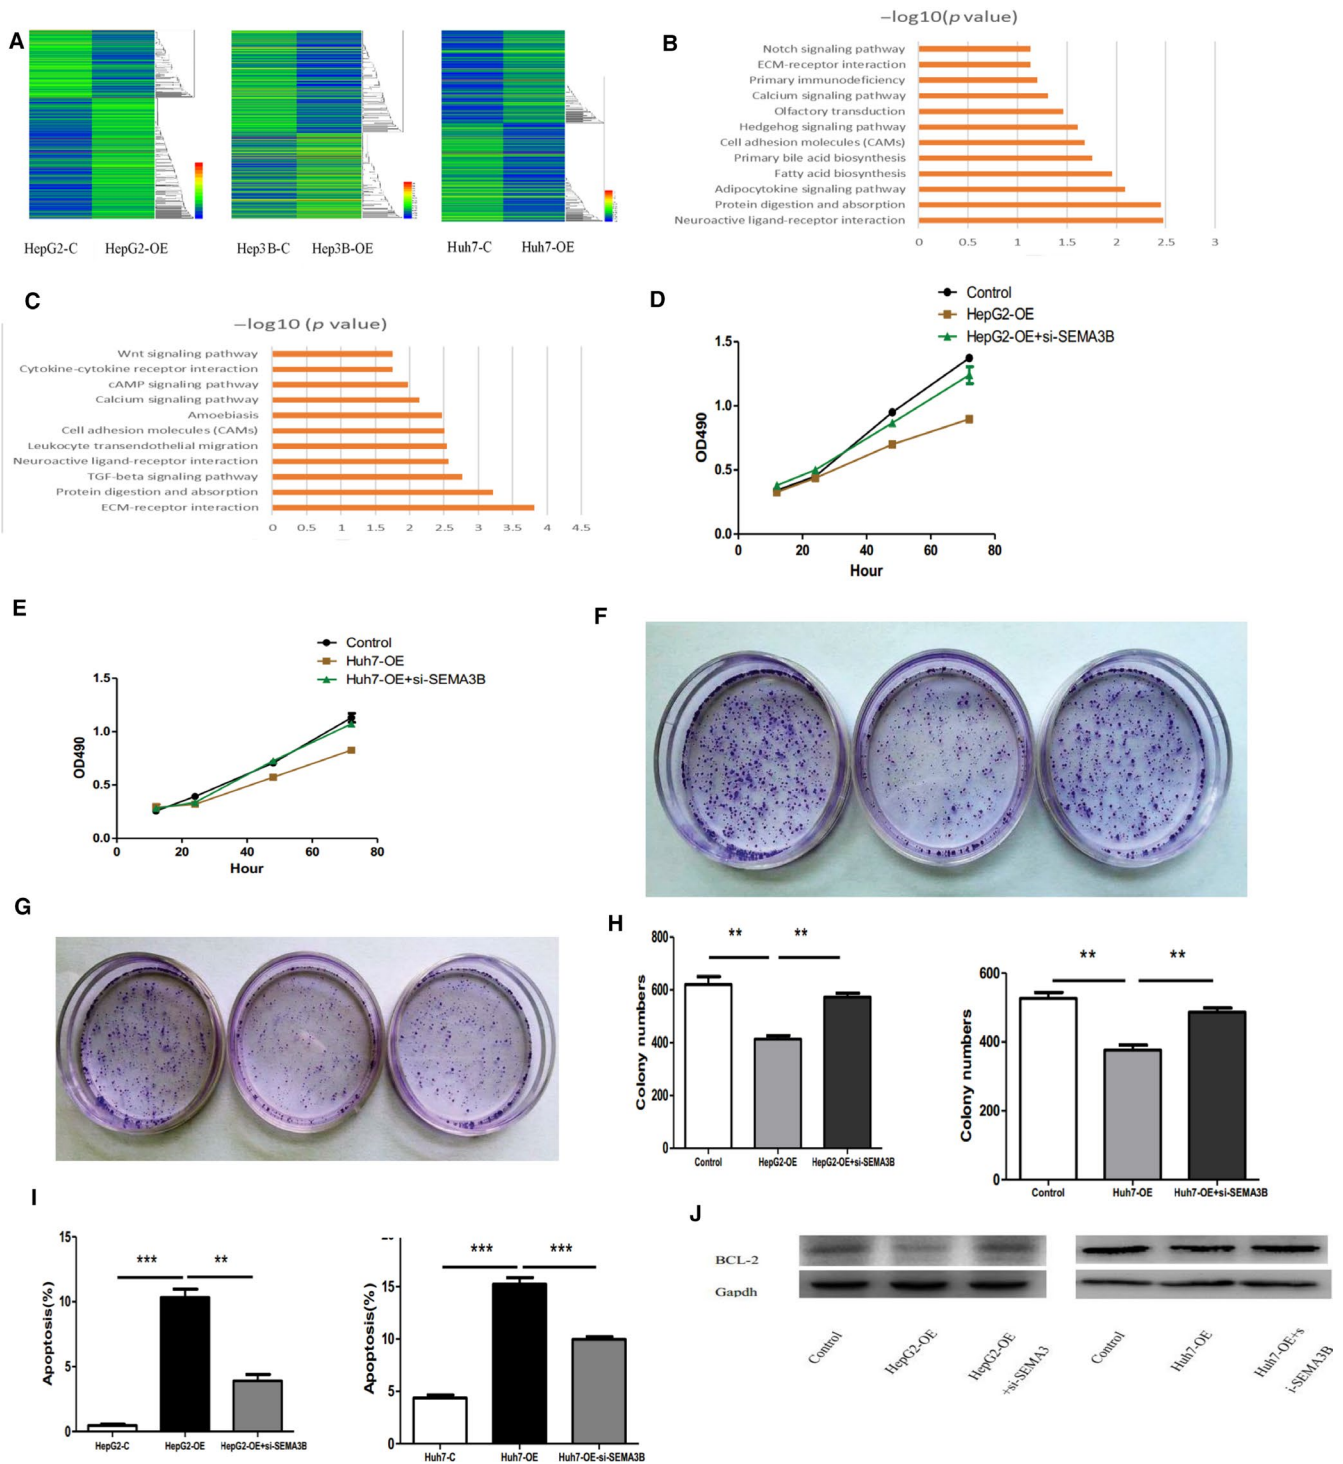 A
HepG2-C HepG2-OE
Hep3B-C Hep3B-OE
Huh7-C Huh7-OE
B
−log10(p value)
Notch signaling pathway
ECM-receptor interaction
Primary immunodeficiency
Calcium signaling pathway
Olfactory transduction
Hedgehog signaling pathway
Cell adhesion molecules (CAMs)
Primary bile acid biosynthesis
Fatty acid biosynthesis
Adipocytokine signaling pathway
Protein digestion and absorption
Neuroactive ligand-receptor interaction
0 0.5 1 1.5 2 2.5 3
C
−log10 (p value)
Wnt signaling pathway
Cytokine-cytokine receptor interaction
cAMP signaling pathway
Calcium signaling pathway
Amoebiasis
Cell adhesion molecules (CAMs)
Leukocyte transendothelial migration
Neuroactive ligand-receptor interaction
TGF-beta signaling pathway
Protein digestion and absorption
ECM-receptor interaction
0 0.5 1 1.5 2 2.5 3 3.5 4 4.5
D
Control
HepG2-OE
HepG2-OE+si-SEMA3B
OD490
1.5
1.0
0.5
0.0
0 20 40 60 80
Hour
E
Control
Huh7-OE
Huh7-OE+si-SEMA3B
OD490
1.5
1.0
0.5
0.0
0 20 40 60 80
Hour
F
G
H
Colony numbers
800
600
400
200
0
** **
Control HepG2-OE HepG2-OE+si-SEMA3B
Colony numbers
600
400
200
0
** **
Control Huh7-OE Huh7-OE+si-SEMA3B
I
Apoptosis(%)
15
10
5
0
*** **
HepG2-C HepG2-OE HepG2-OE+si-SEMA3B
Apoptosis(%)
15
10
5
0
*** ***
Huh7-C Huh7-OE Huh7-OE-si-SEMA3B
J
BCL-2
Gapdh
Control
HepG2-OE
HepG2-OE
+si-SEMA3
Control
Huh7-OE
Huh7-OE+s
i-SEMA3B